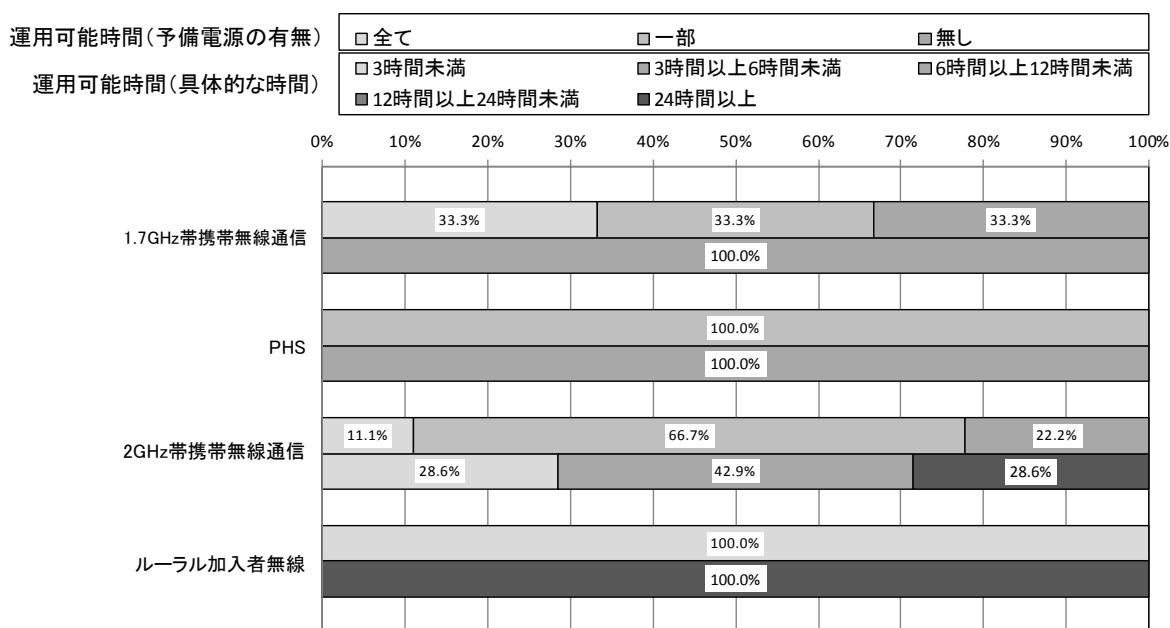 運用可能時間(予備電源の有無) 全て 一部 無し
運用可能時間(具体的な時間) 3時間未満 3時間以上6時間未満 6時間以上12時間未満
12時間以上24時間未満 24時間以上
0% 10% 20% 30% 40% 50% 60% 70% 80% 90% 100%
33.3% 33.3% 33.3%
1.7GHz帯携帯無線通信
100.0%
100.0%
PHS
100.0%
11.1% 66.7% 22.2%
2GHz帯携帯無線通信
28.6% 42.9% 28.6%
100.0%
ルーラル加入者無線
100.0%